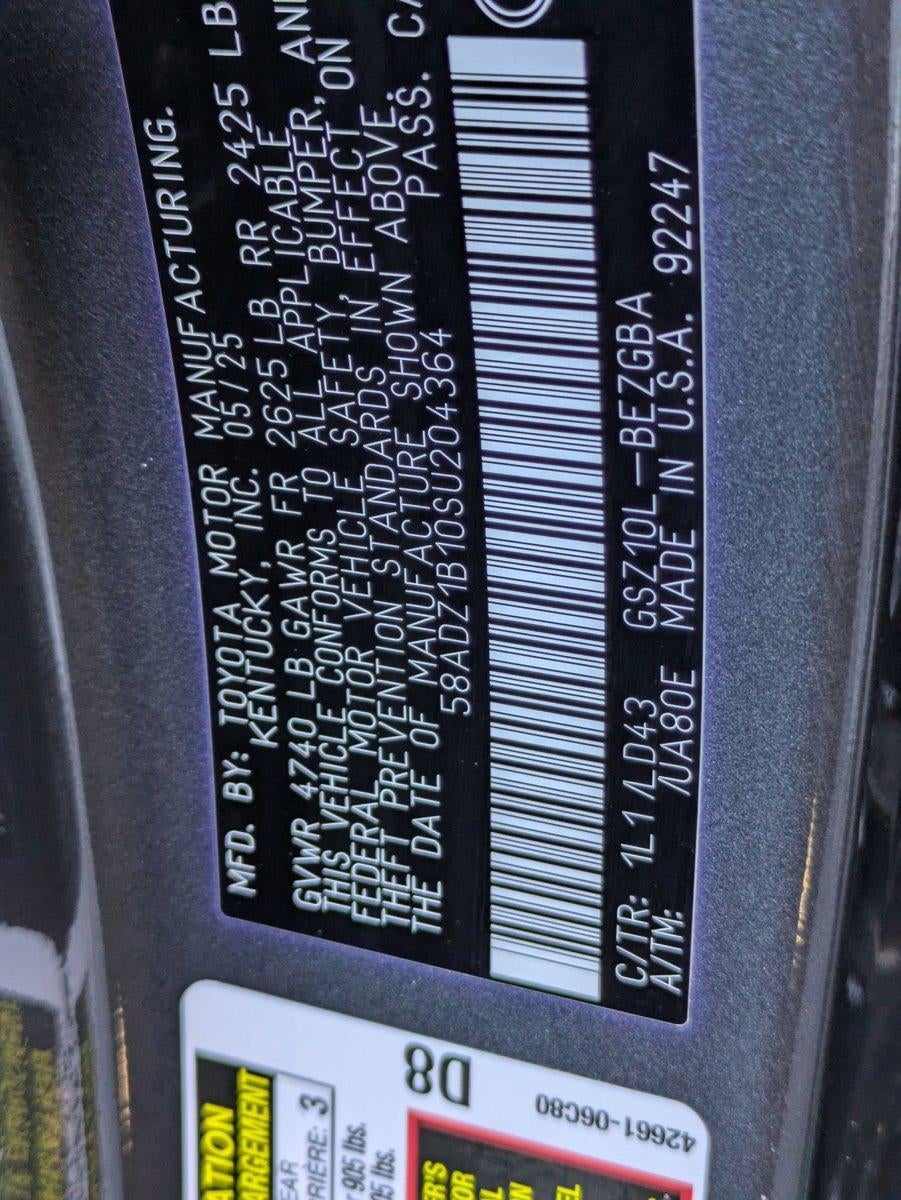 MFD. BY: TOYOTA MOTOR MANUFACTURING.
KENTUCKY, INC. 05/25
GVWR 4740 LB GAWR FR 2625 LB RR 2425 LB
THIS VEHICLE CONFORMS TO ALL APPLICABLE
FEDERAL MOTOR VEHICLE SAFETY, BUMPER, AND
THEFT PREVENTION STANDARDS IN EFFECT ON
THE DATE OF MANUFACTURE SHOWN ABOVE.
58ADZ1B10SU204364 PASS.
C/TR: 1L1/LD43 GSZ10L-BEZGBA
A/TM: /UA80E MADE IN U.S.A. 92247
D8
42661-06C80
3
905 lbs.